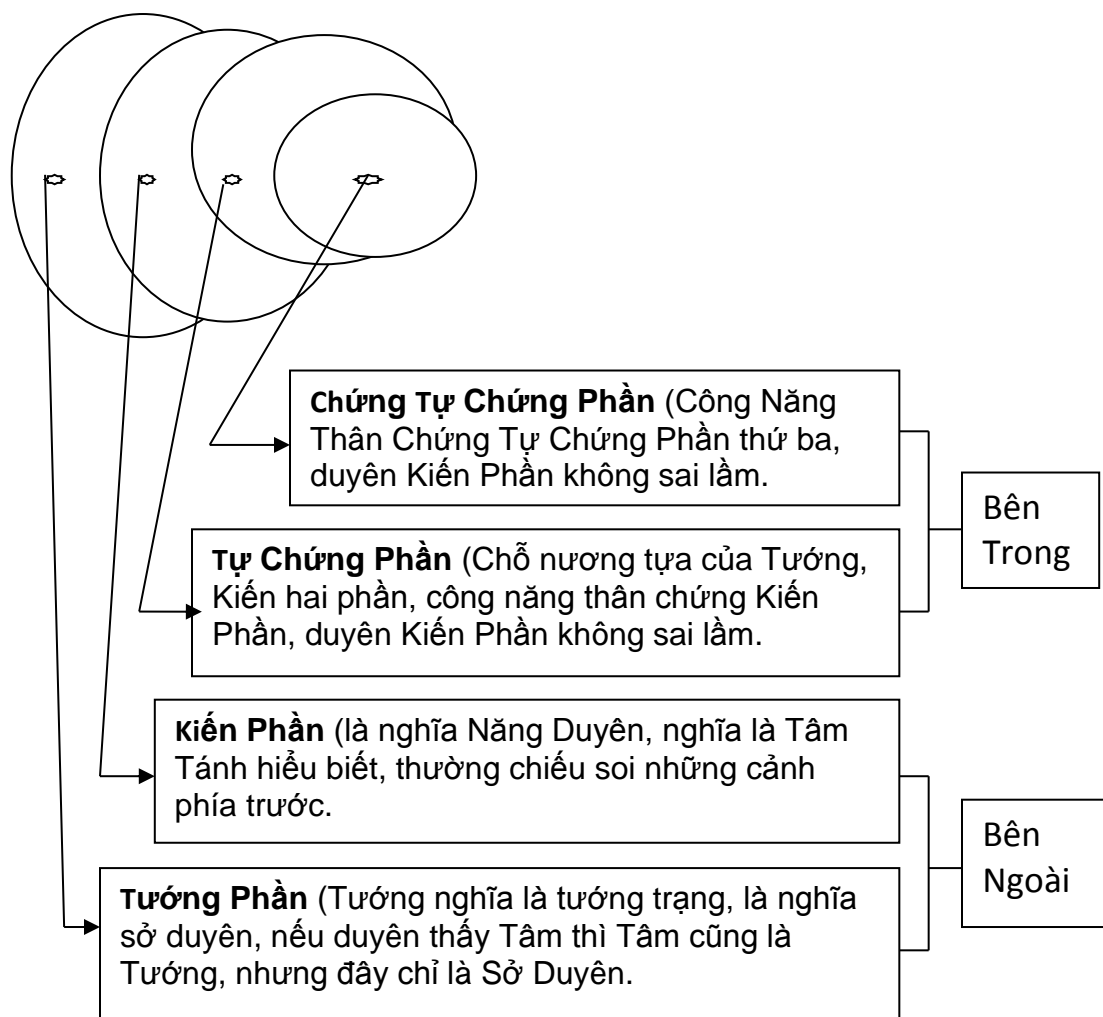 Chứng Tự Chứng Phần (Công Năng
Thân Chứng Tự Chứng Phần thứ ba,
duyên Kiến Phần không sai lầm.
Bên
Trong
Tự Chứng Phần (Chỗ nương tựa của Tướng,
Kiến hai phần, công năng thân chứng Kiến
Phần, duyên Kiến Phần không sai lầm.
Kiến Phần (là nghĩa Năng Duyên, nghĩa là Tâm
Tánh hiểu biết, thường chiếu soi những cảnh
phía trước.
Bên
Ngoài
Tướng Phần (Tướng nghĩa là tướng trạng, là nghĩa
sở duyên, nếu duyên thấy Tâm thì Tâm cũng là
Tướng, nhưng đây chỉ là Sở Duyên.